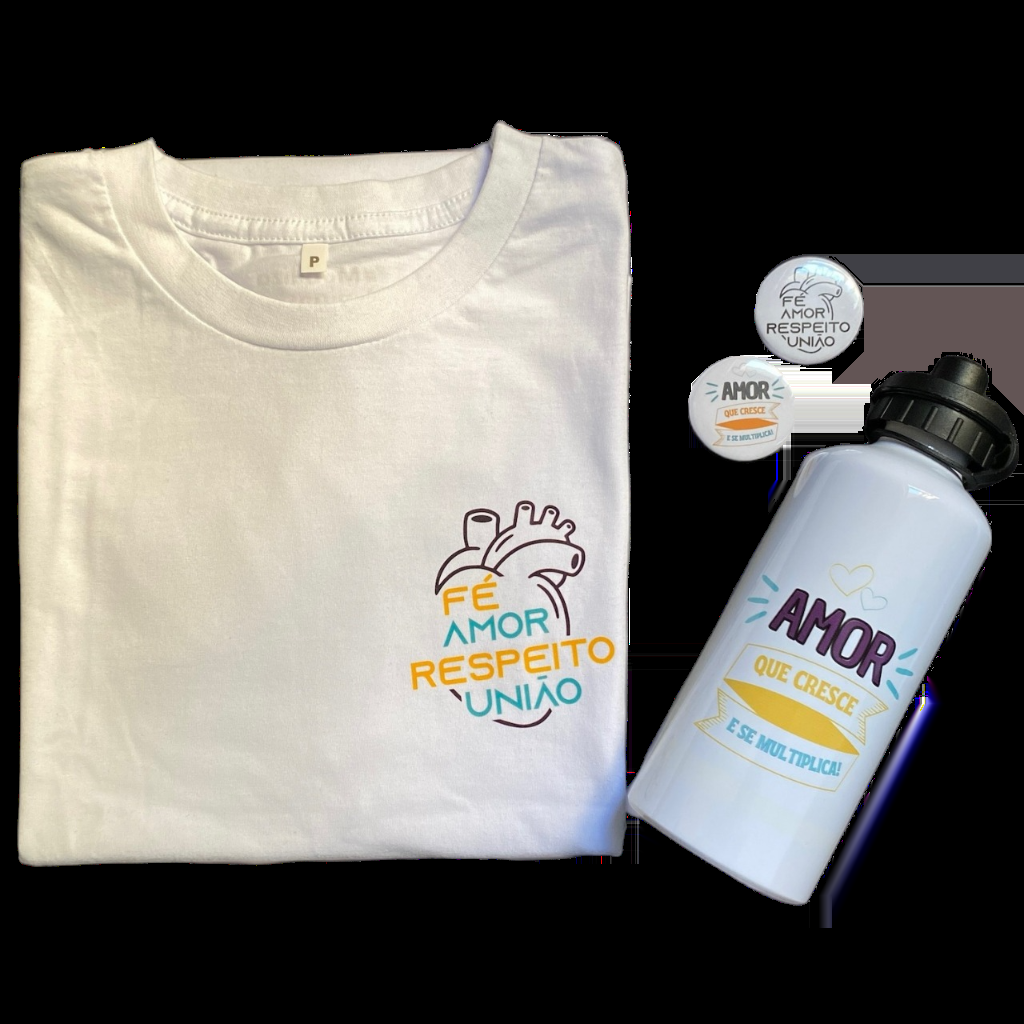 P
FÉ
AMOR
RESPEITO
UNIÃO
FÉ
AMOR
RESPEITO
UNIÃO
AMOR
QUE CRESCE
E SE MULTIPLICA!
AMOR
QUE CRESCE
E SE MULTIPLICA!